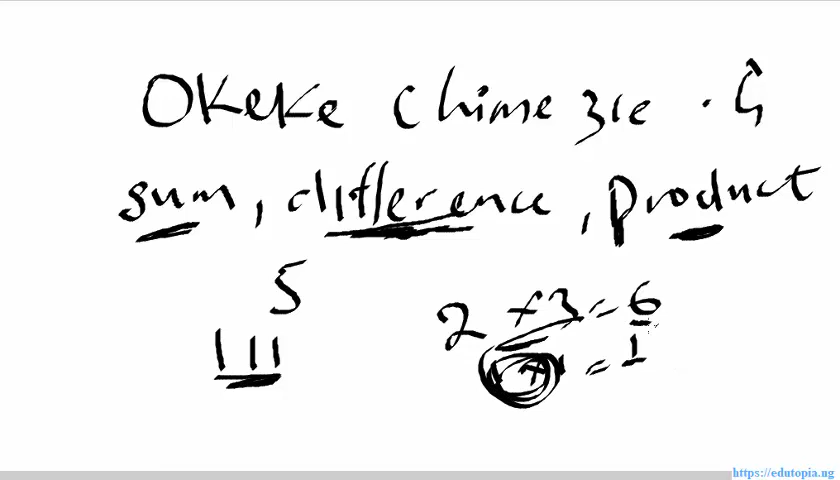 Okeke Chimezie . G
sum, difference, product
5
2 + 3 = 6
111
= 1
https://edutopia.ng